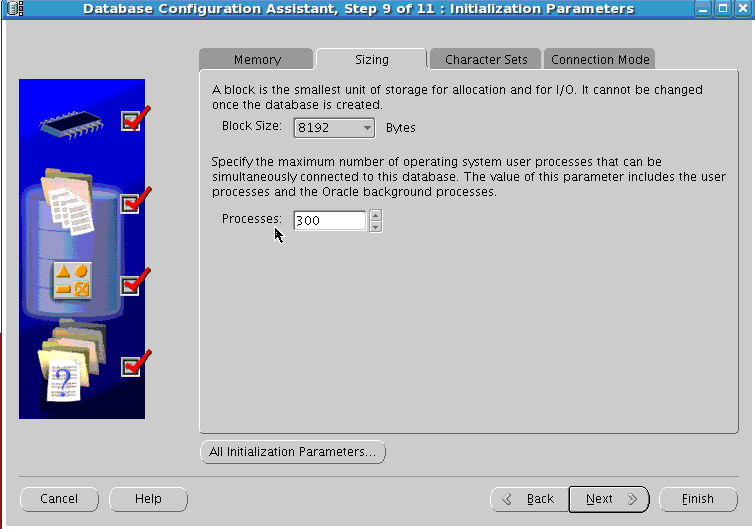 Database Configuration Assistant, Step 9 of 11 : Initialization Parameters
Memory
Sizing
Character Sets
Connection Mode
A block is the smallest unit of storage for allocation and for I/O. It cannot be changed
once the database is created.
Block Size: 8192 Bytes
Specify the maximum number of operating system user processes that can be
simultaneously connected to this database. The value of this parameter includes the user
processes and the Oracle background processes.
Processes: 300
?
All Initialization Parameters...
Cancel
Help
Back
Next
Finish